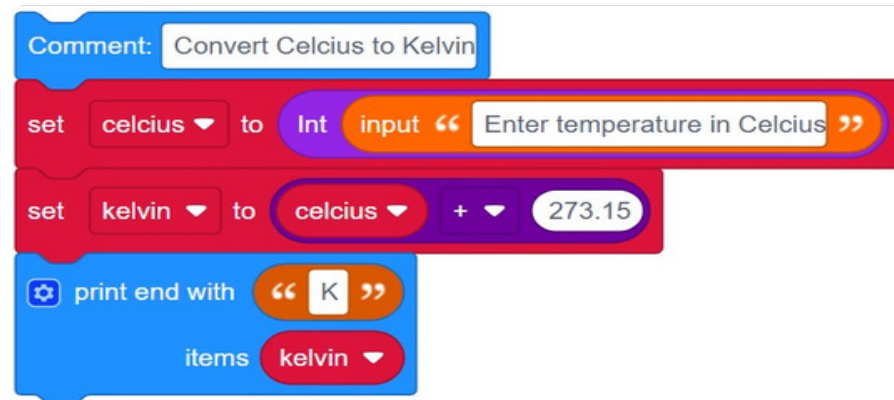 Comment: Convert Celcius to Kelvin
set celcius to Int input “ Enter temperature in Celcius ”
set kelvin to celcius + 273.15
print end with “ K ”
items kelvin